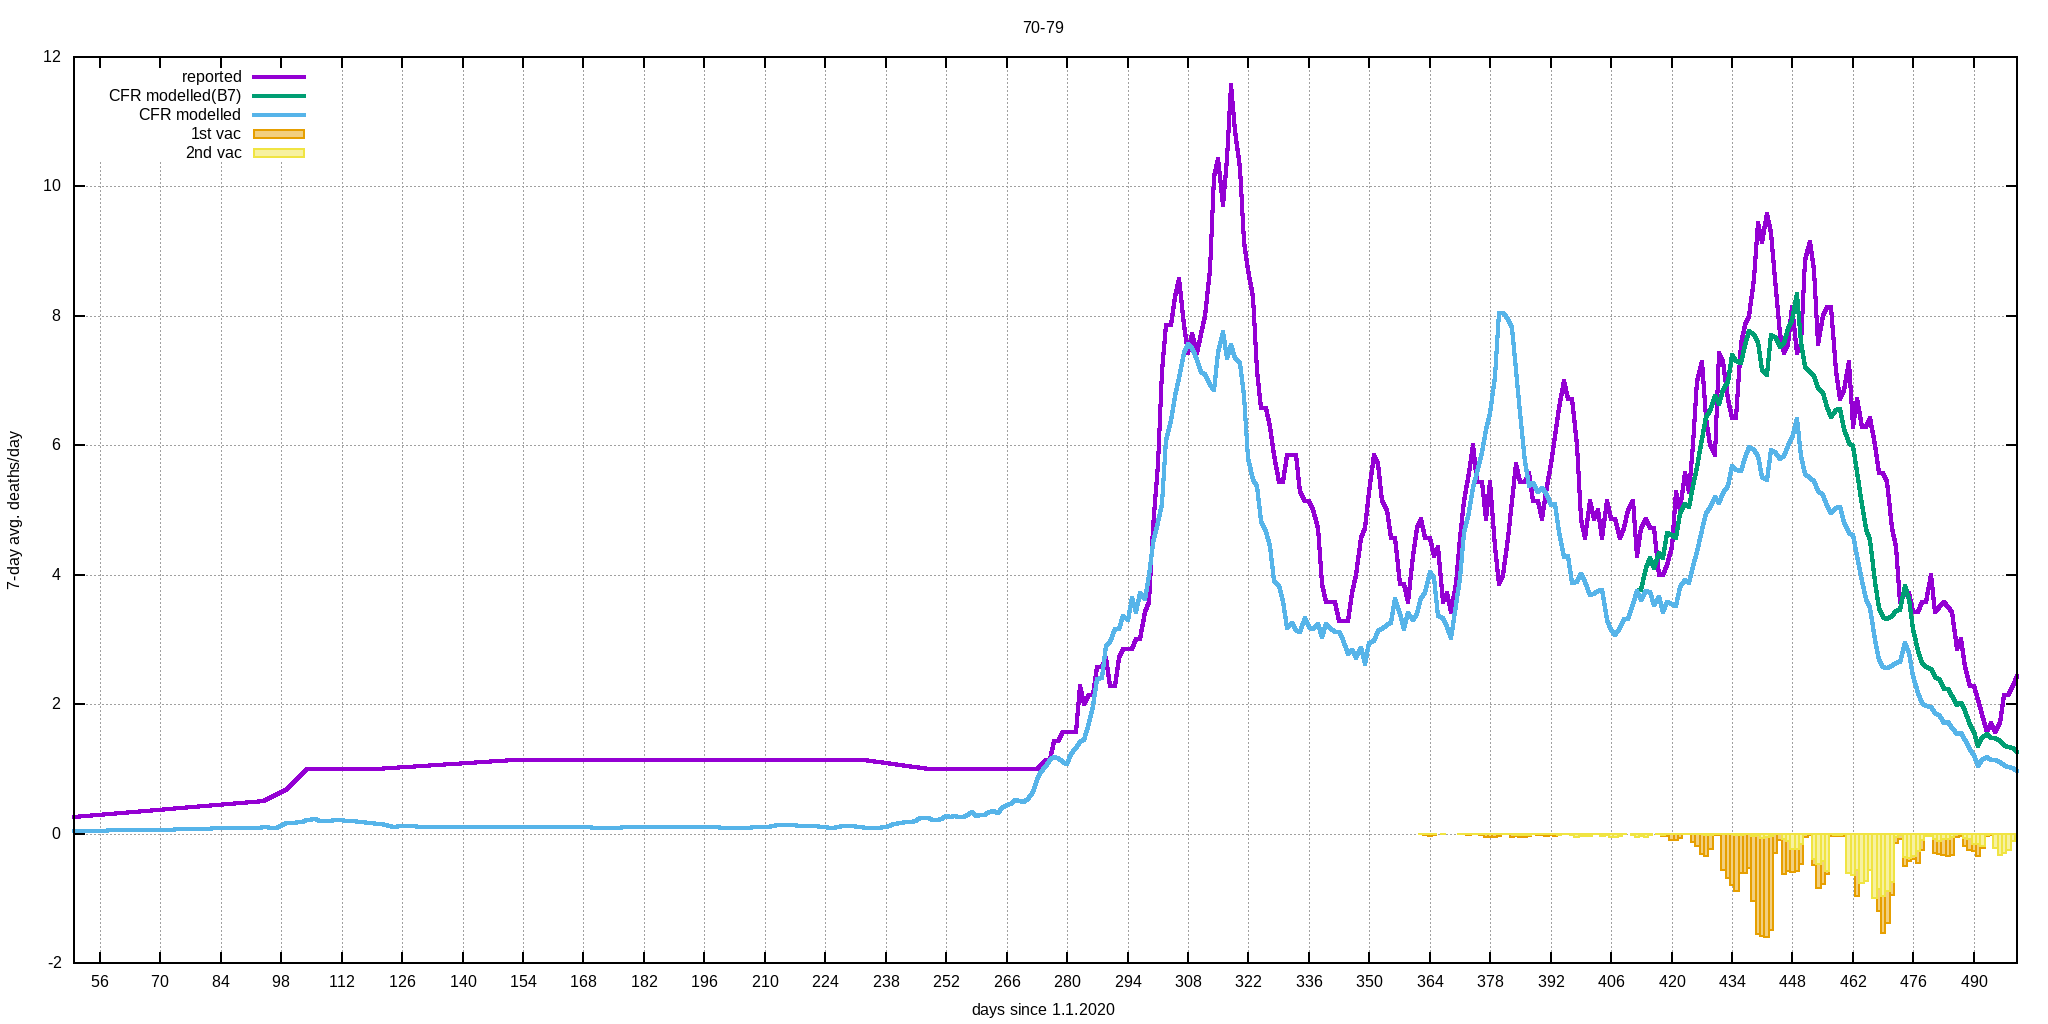 70-79
12
10
8
6
4
2
0
-2
7-day avg. deaths/day
reported
CFR modelled(B7)
CFR modelled
1st vac
2nd vac
56 70 84 98 112 126 140 154 168 182 196 210 224 238 252 266 280 294 308 322 336 350 364 378 392 406 420 434 448 462 476 490
days since 1.1.2020